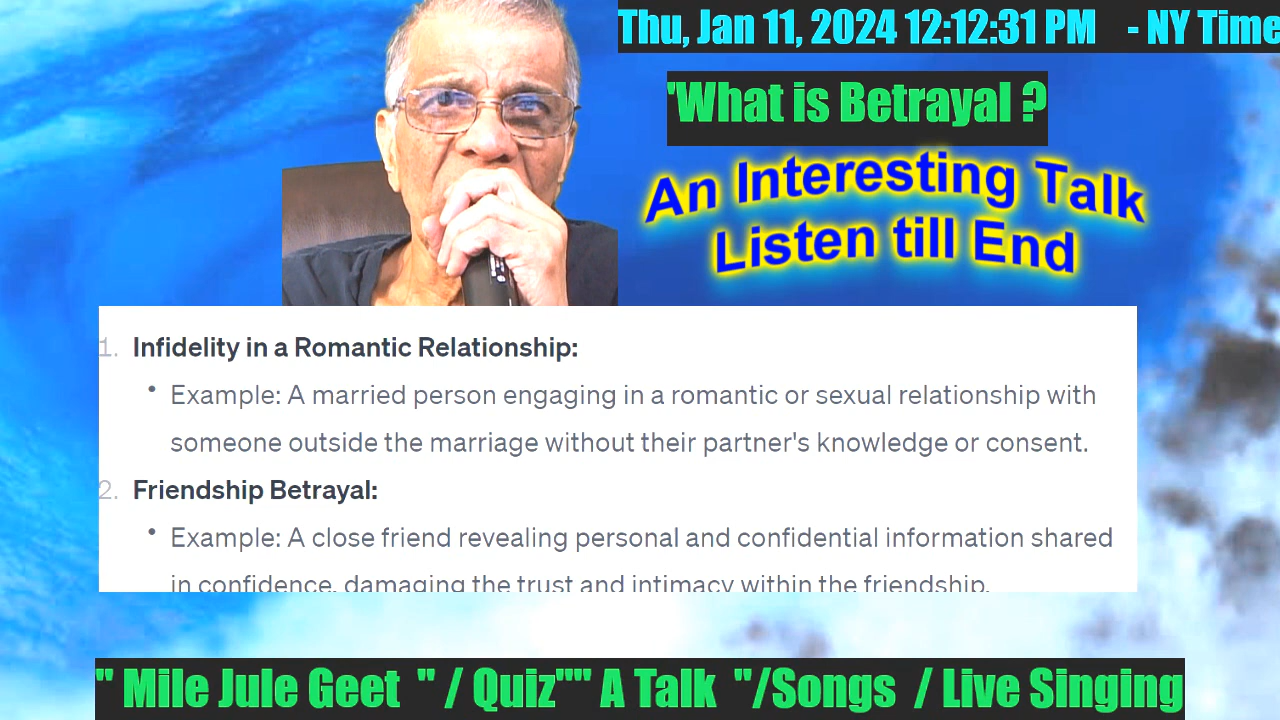 Thu, Jan 11, 2024 12:12:31 PM - NY Time
'What is Betrayal ?
An Interesting Talk
Listen till End
1. Infidelity in a Romantic Relationship:
• Example: A married person engaging in a romantic or sexual relationship with
someone outside the marriage without their partner's knowledge or consent.
2. Friendship Betrayal:
• Example: A close friend revealing personal and confidential information shared
in confidence, damaging the trust and intimacy within the friendship.
" Mile Jule Geet " / Quiz"" A Talk "/Songs / Live Singing